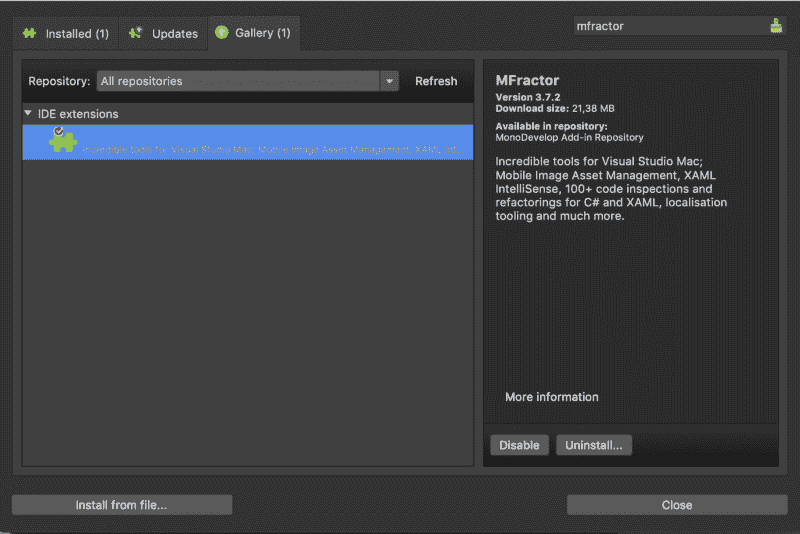 Installed (1)
Updates
Gallery (1)
mfractor
Repository:
All repositories
Refresh
IDE extensions
Incredible tools for Visual Studio Mac; Mobile Image Asset Management, XAML
MFractor
Version 3.7.2
Download size: 21,38 MB
Available in repository:
MonoDevelop Add-in Repository
Incredible tools for Visual Studio Mac;
Mobile Image Asset Management, XAML
IntelliSense, 100+ code inspections and
refactorings for C# and XAML, localisation
tooling and much more.
More information
Disable
Uninstall...
Install from file...
Close